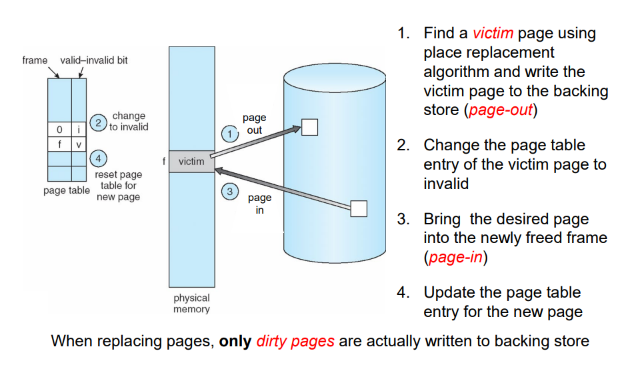 frame valid–invalid bit
0 i
f v
2 change
to invalid
4
reset page
table for
new page
page table
f victim
physical
memory
1 page
out
3 page
in
1. Find a victim page using
place replacement
algorithm and write the
victim page to the backing
store (page-out)
2. Change the page table
entry of the victim page to
invalid
3. Bring the desired page
into the newly freed frame
(page-in)
4. Update the page table
entry for the new page
When replacing pages, only dirty pages are actually written to backing store